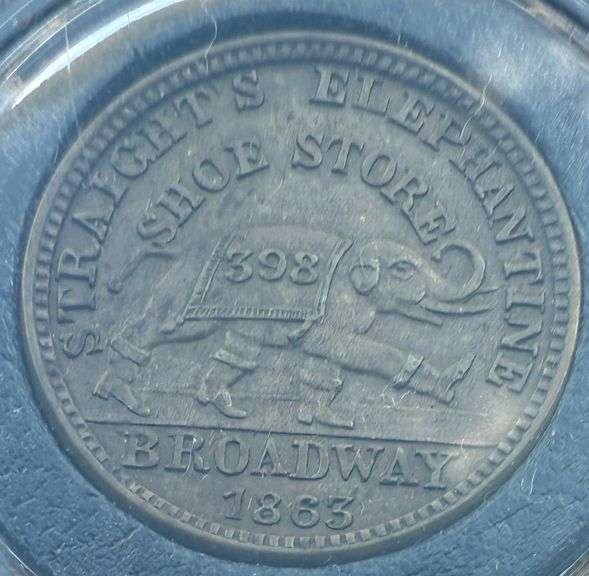 STRAIGHT'S ELEPHANTINE
SHOE STORE
398
BROADWAY
1863